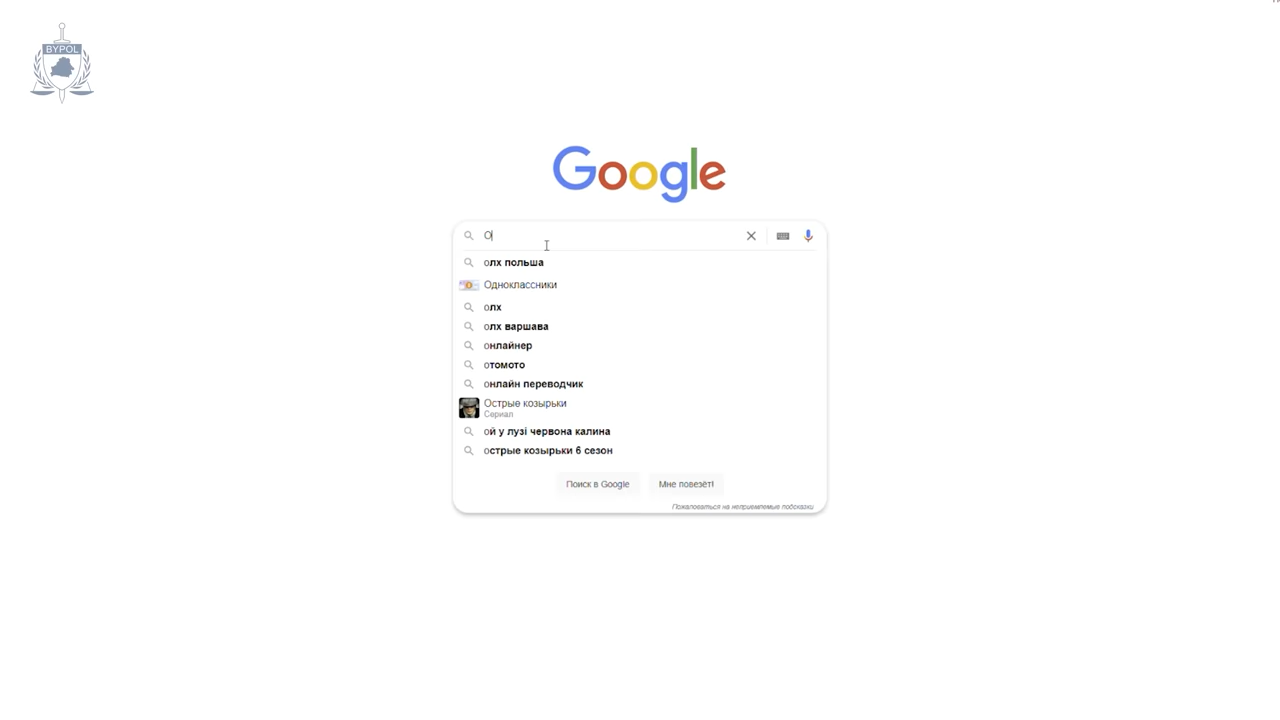 BYPOL
Google
О
олх польша
Одноклассники
олх
олх варшава
онлайнер
отомото
онлайн переводчик
Острые козырьки
Сериал
ой у лузі червона калина
острые козырьки 6 сезон
Поиск в Google
Мне повезёт!
Пожаловаться на неприемлемые подсказки